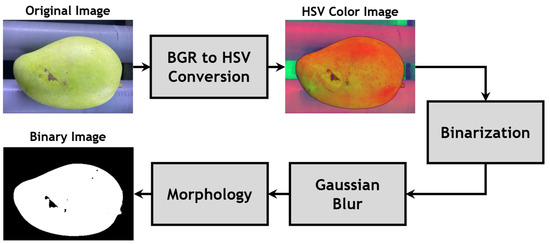 Original Image
HSV Color Image
BGR to HSV
Conversion
Binarization
Binary Image
Morphology
Gaussian
Blur